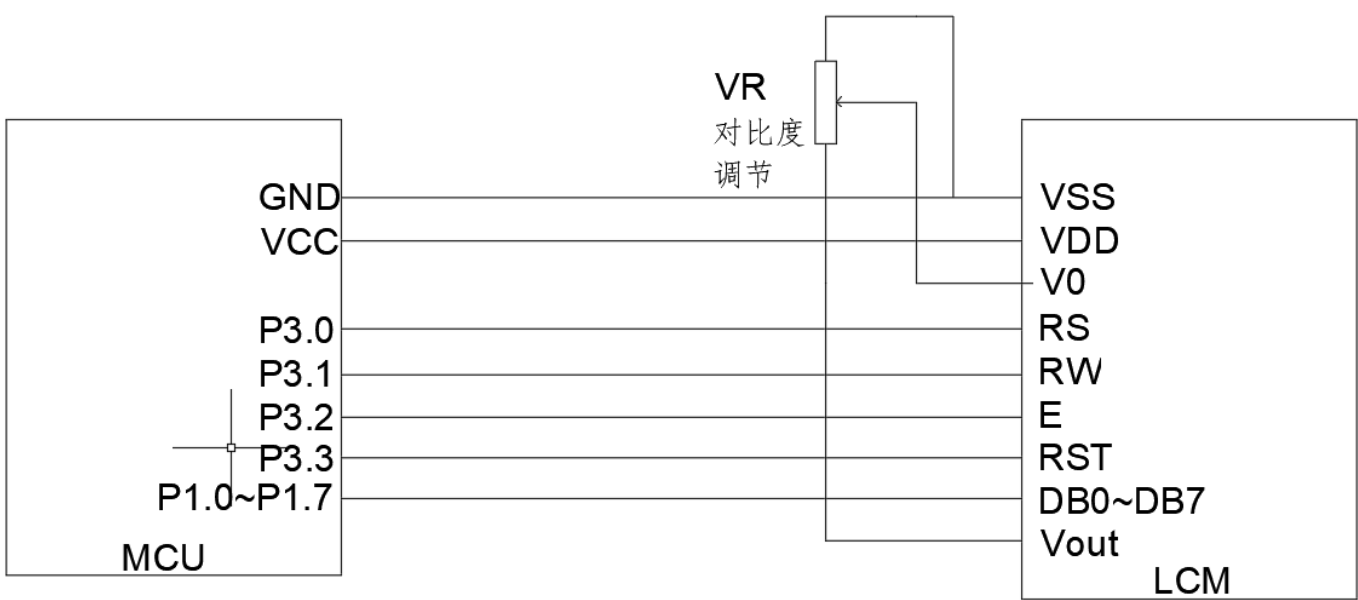 VR
对比度
调节
GND
VCC
P3.0
P3.1
P3.2
P3.3
P1.0~P1.7
MCU
VSS
VDD
V0
RS
RW
E
RST
DB0~DB7
Vout
LCM